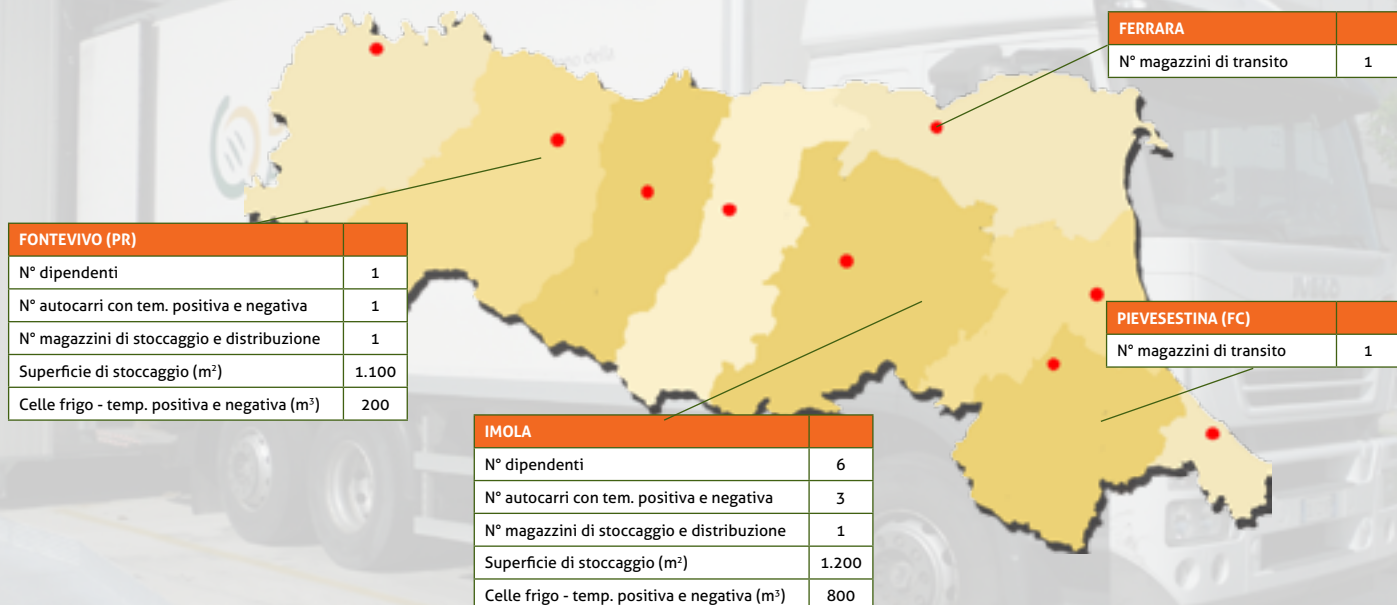 FERRARA
N° magazzini di transito 1
FONTEVIVO (PR)
N° dipendenti 1
N° autocarri con tem. positiva e negativa 1
N° magazzini di stoccaggio e distribuzione 1
Superficie di stoccaggio (m²) 1.100
Celle frigo - temp. positiva e negativa (m³) 200
PIEVESESTINA (FC)
N° magazzini di transito 1
IMOLA
N° dipendenti 6
N° autocarri con tem. positiva e negativa 3
N° magazzini di stoccaggio e distribuzione 1
Superficie di stoccaggio (m²) 1.200
Celle frigo - temp. positiva e negativa (m³) 800